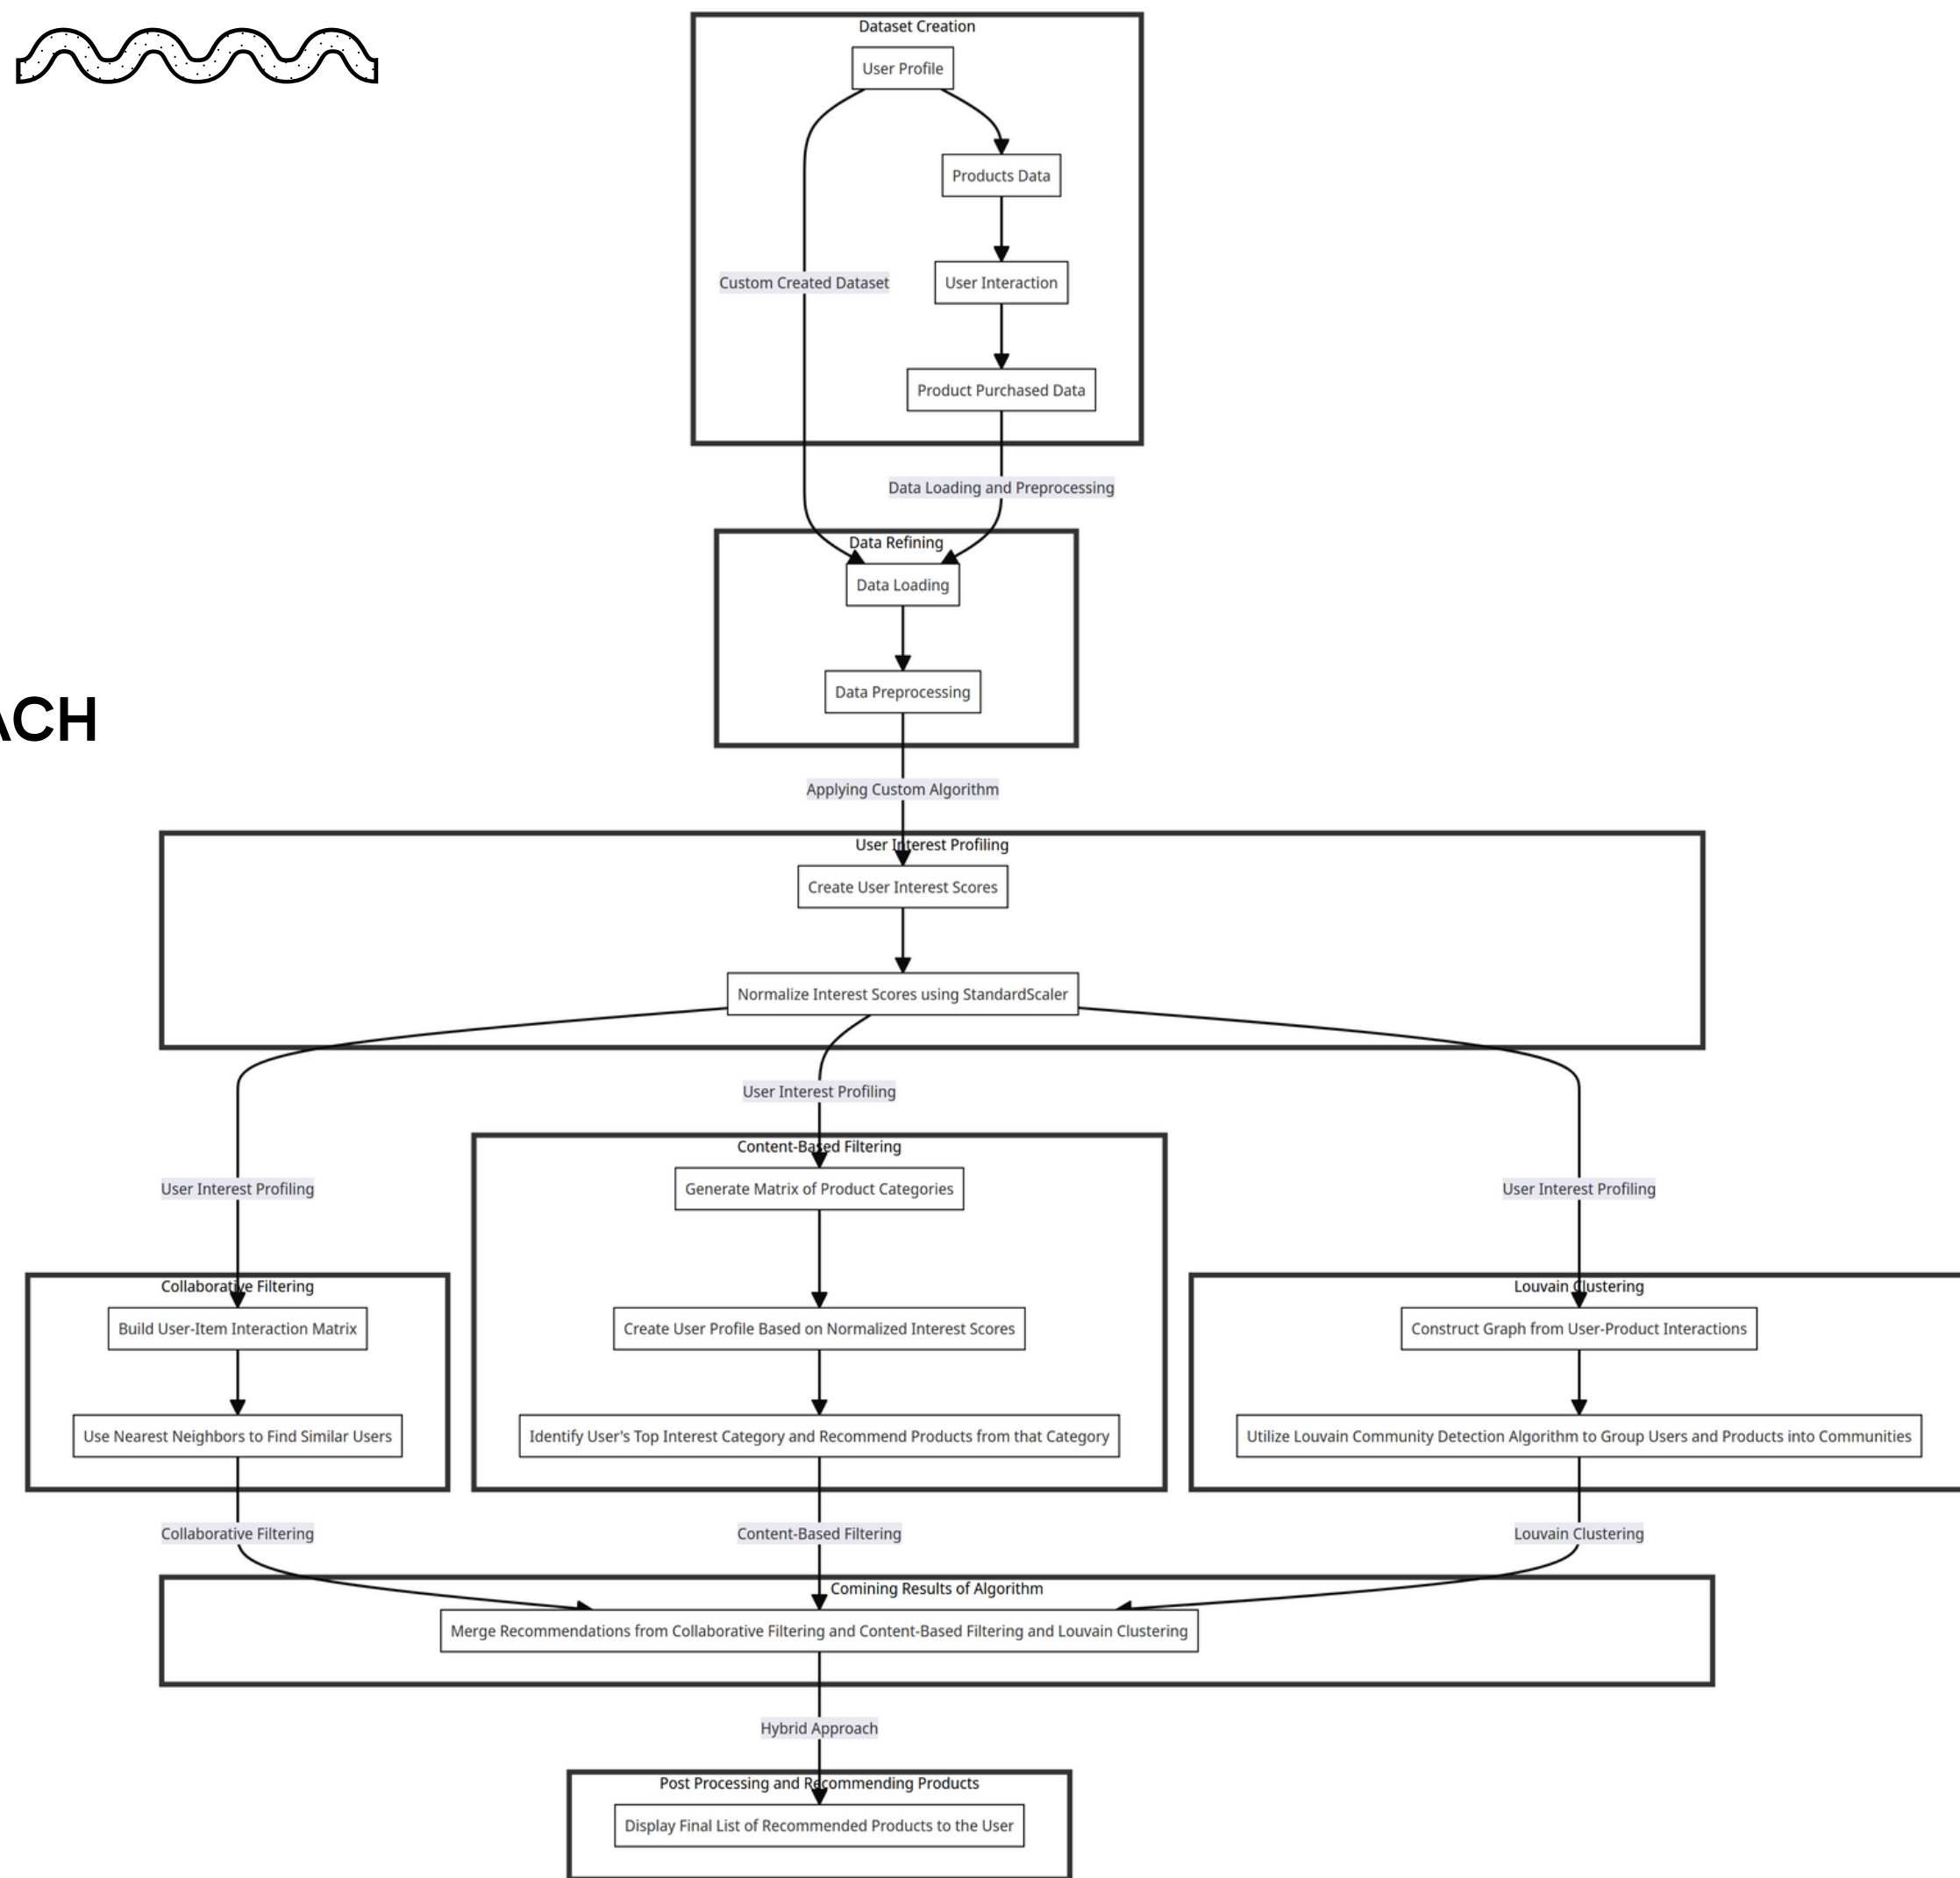 Dataset Creation
User Profile
Products Data
Custom Created Dataset
User Interaction
Product Purchased Data
Data Loading and Preprocessing
Data Refining
Data Loading
Data Preprocessing
ACH
Applying Custom Algorithm
User Interest Profiling
Create User Interest Scores
Normalize Interest Scores using StandardScaler
User Interest Profiling
User Interest Profiling
User Interest Profiling
Content-Based Filtering
Generate Matrix of Product Categories
Create User Profile Based on Normalized Interest Scores
Identify User's Top Interest Category and Recommend Products from that Category
Collaborative Filtering
Build User-Item Interaction Matrix
Use Nearest Neighbors to Find Similar Users
Louvain Clustering
Construct Graph from User-Product Interactions
Utilize Louvain Community Detection Algorithm to Group Users and Products into Communities
Collaborative Filtering
Content-Based Filtering
Louvain Clustering
Comining Results of Algorithm
Merge Recommendations from Collaborative Filtering and Content-Based Filtering and Louvain Clustering
Hybrid Approach
Post Processing and Recommending Products
Display Final List of Recommended Products to the User